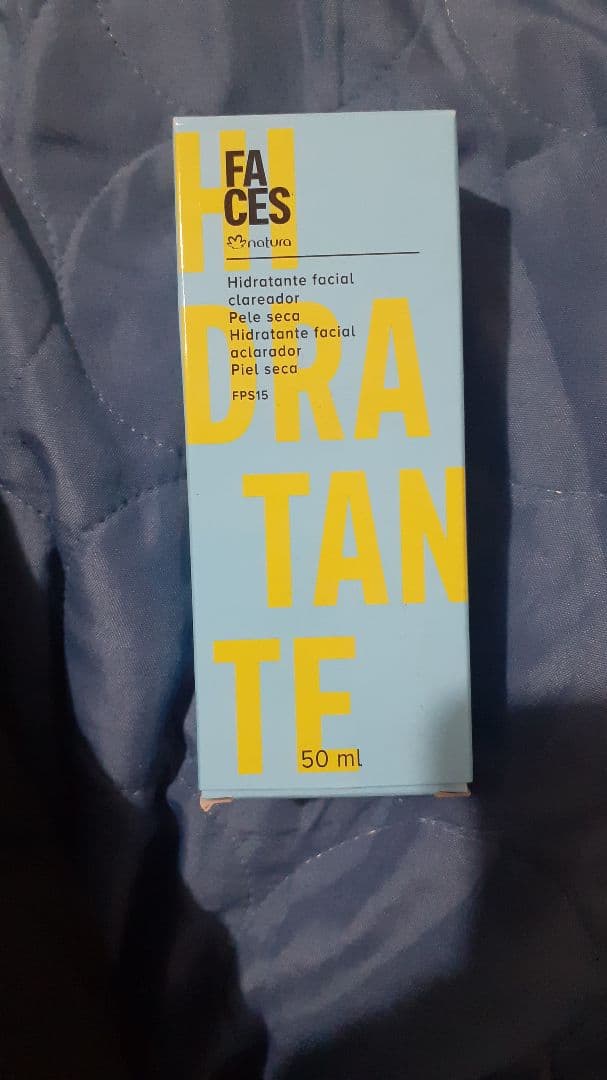 HI
DRA
TAN
TE
FA
CES
natura
Hidratante facial
clareador
Pele seca
Hidratante facial
aclarador
Piel seca
FPS15
50 ml